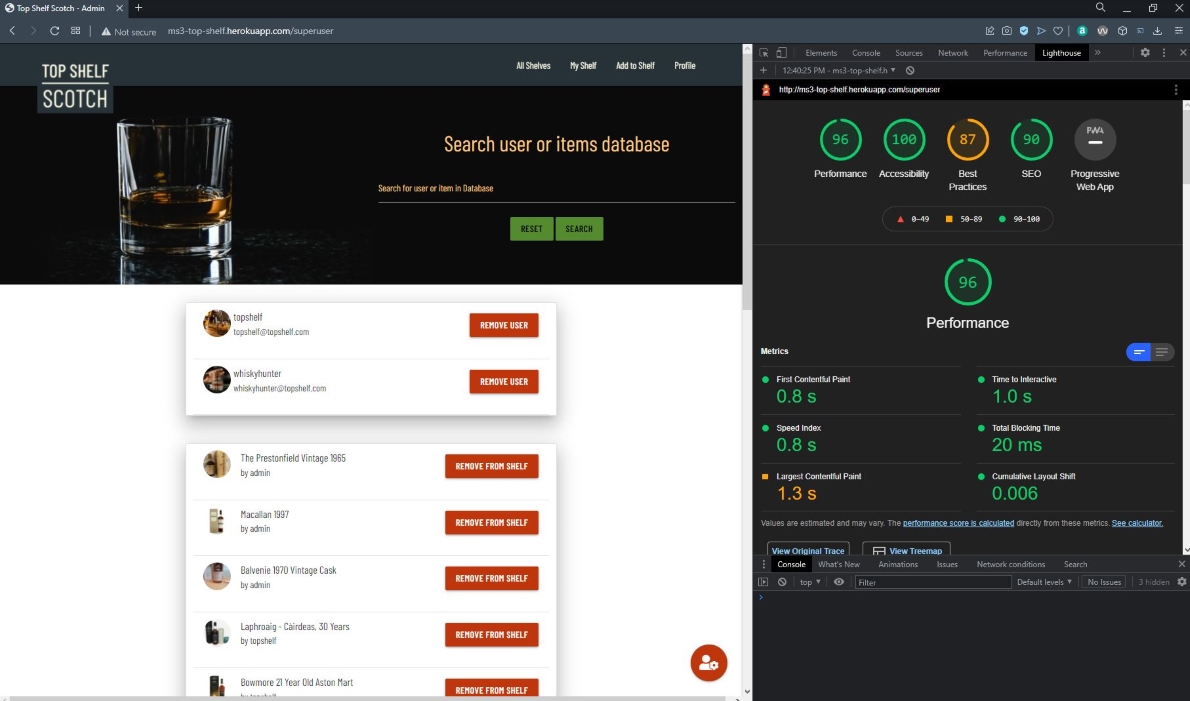 Top Shelf Scotch - Admin
Not secure
ms3-top-shelf.herokuapp.com/superuser
TOP SHELF
SCOTCH
All Shelves
My Shelf
Add to Shelf
Profile
Search user or items database
Search for user or item in Database
RESET
SEARCH
topshelf
topshelf@topshelf.com
REMOVE USER
whiskyhunter
whiskyhunter@topshelf.com
REMOVE USER
The Prestonfield Vintage 1965
by admin
REMOVE FROM SHELF
Macallan 1997
by admin
REMOVE FROM SHELF
Balvenie 1970 Vintage Cask
by admin
REMOVE FROM SHELF
Laphroaig - Cairdeas, 30 Years
by topshelf
REMOVE FROM SHELF
Bowmore 21 Year Old Aston Mart
by topshelf
REMOVE FROM SHELF
Elements
Console
Sources
Network
Performance
Lighthouse
12:40:25 PM - ms3-top-shelf.h
http://ms3-top-shelf.herokuapp.com/superuser
96
Performance
100
Accessibility
87
Best
Practices
90
SEO
PWA
Progressive
Web App
0–49
50–89
90–100
96
Performance
Metrics
First Contentful Paint
0.8 s
Time to Interactive
1.0 s
Speed Index
0.8 s
Total Blocking Time
20 ms
Largest Contentful Paint
1.3 s
Cumulative Layout Shift
0.006
Values are estimated and may vary. The performance score is calculated directly from these metrics. See calculator.
View Original Trace
View Treemap
Console
What's New
Animations
Issues
Network conditions
Search
top
Filter
Default levels
No Issues
3 hidden